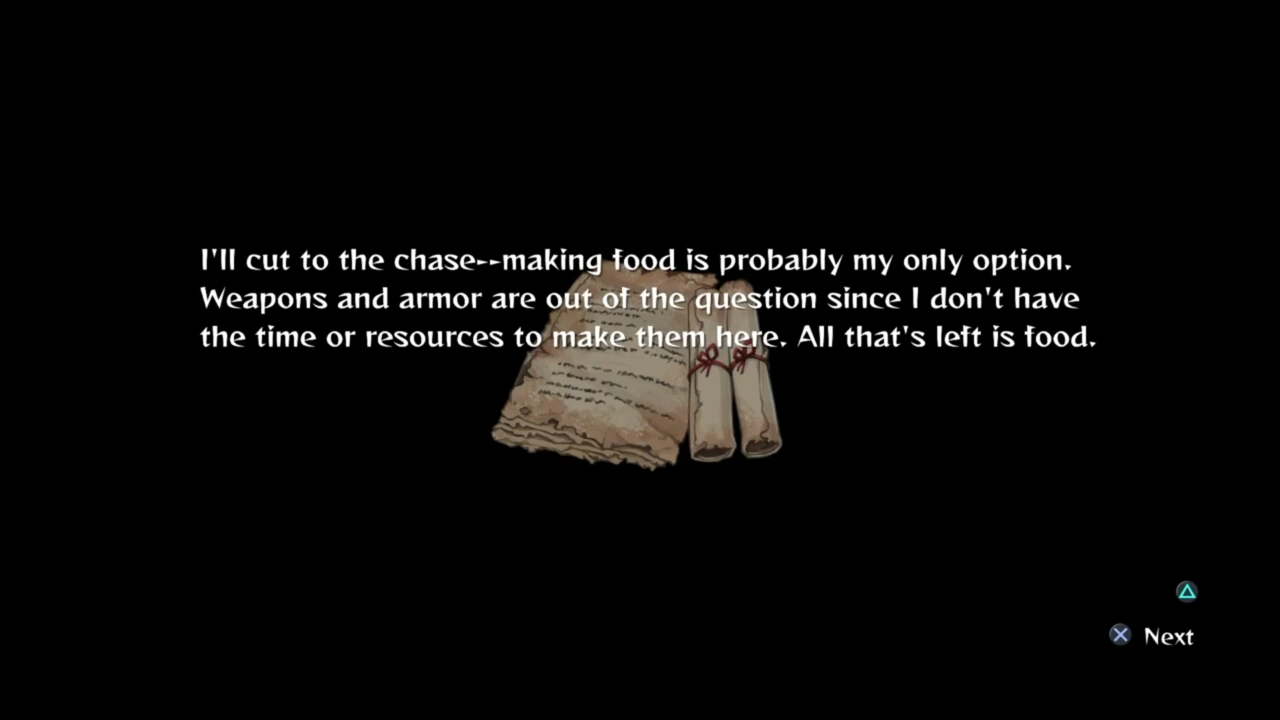 I'll cut to the chase--making food is probably my only option.
Weapons and armor are out of the question since I don't have
the time or resources to make them here. All that's left is food.
Next